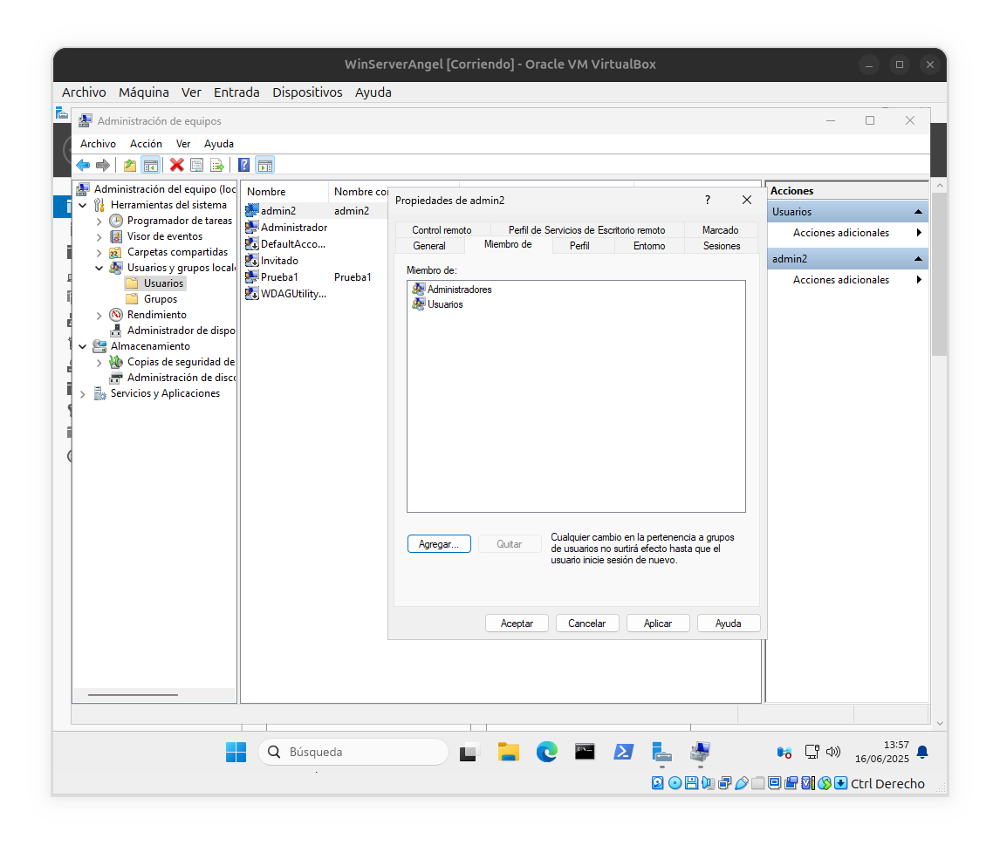 WinServerAngel [Corriendo] - Oracle VM VirtualBox
Archivo Máquina Ver Entrada Dispositivos Ayuda
Administración de equipos
Archivo Acción Ver Ayuda
Administración del equipo (loc
Herramientas del sistema
Programador de tareas
Visor de eventos
Carpetas compartidas
Usuarios y grupos local
Usuarios
Grupos
Rendimiento
Administrador de dispo
Almacenamiento
Copias de seguridad de
Administración de disco
Servicios y Aplicaciones
Nombre Nombre co
admin2 admin2
Administrador
DefaultAcco...
Invitado
Prueba1 Prueba1
WDAGUtility...
Propiedades de admin2 ?
Control remoto Perfil de Servicios de Escritorio remoto Marcado
General Miembro de Perfil Entorno Sesiones
Miembro de:
Administradores
Usuarios
Agregar... Quitar
Cualquier cambio en la pertenencia a grupos
de usuarios no surtirá efecto hasta que el
usuario inicie sesión de nuevo.
Aceptar Cancelar Aplicar Ayuda
Acciones
Usuarios
Acciones adicionales
admin2
Acciones adicionales
Búsqueda
13:57
16/06/2025
Ctrl Derecho